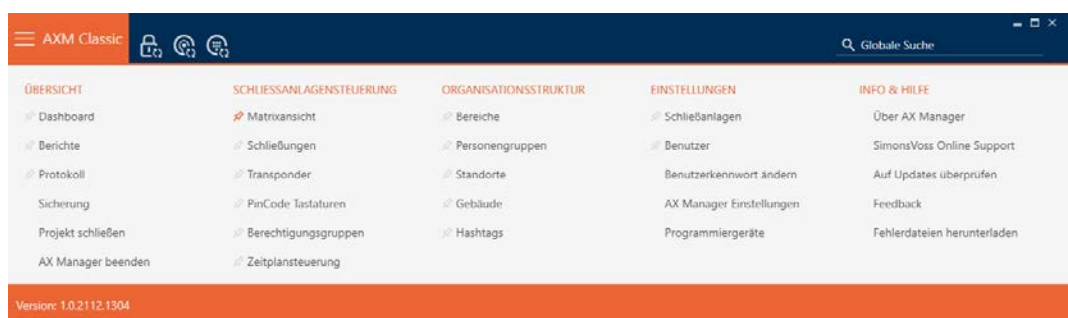 AXM Classic
Globale Suche
ÜBERSICHT
Dashboard
Berichte
Protokoll
Sicherung
Projekt schließen
AX Manager beenden
SCHLIESSANLAGENSTEUERUNG
Matrixansicht
Schließungen
Transponder
PinCode Tastaturen
Berechtigungsgruppen
Zeitplansteuerung
ORGANISATIONSSTRUKTUR
Bereiche
Personengruppen
Standorte
Gebäude
Hashtags
EINSTELLUNGEN
Schließanlagen
Benutzer
Benutzerkennwort ändern
AX Manager Einstellungen
Programmiergeräte
INFO & HILFE
Über AX Manager
SimonsVoss Online Support
Auf Updates überprüfen
Feedback
Fehlerdateien herunterladen
Version: 1.0.2112.1304